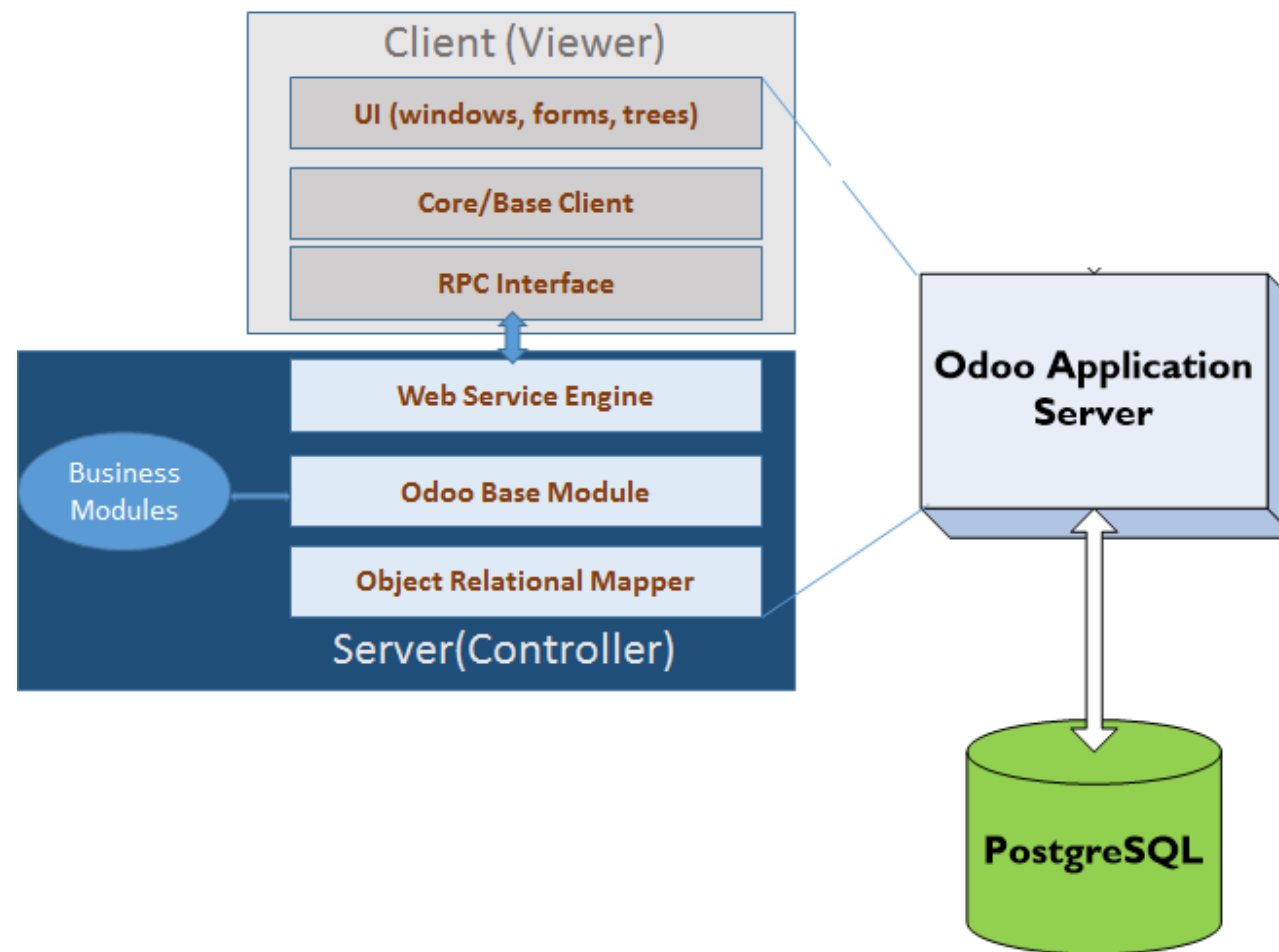 Client (Viewer)
UI (windows, forms, trees)
Core/Base Client
RPC Interface
Web Service Engine
Business
Modules
Odoo Base Module
Object Relational Mapper
Server(Controller)
Odoo Application
Server
PostgreSQL